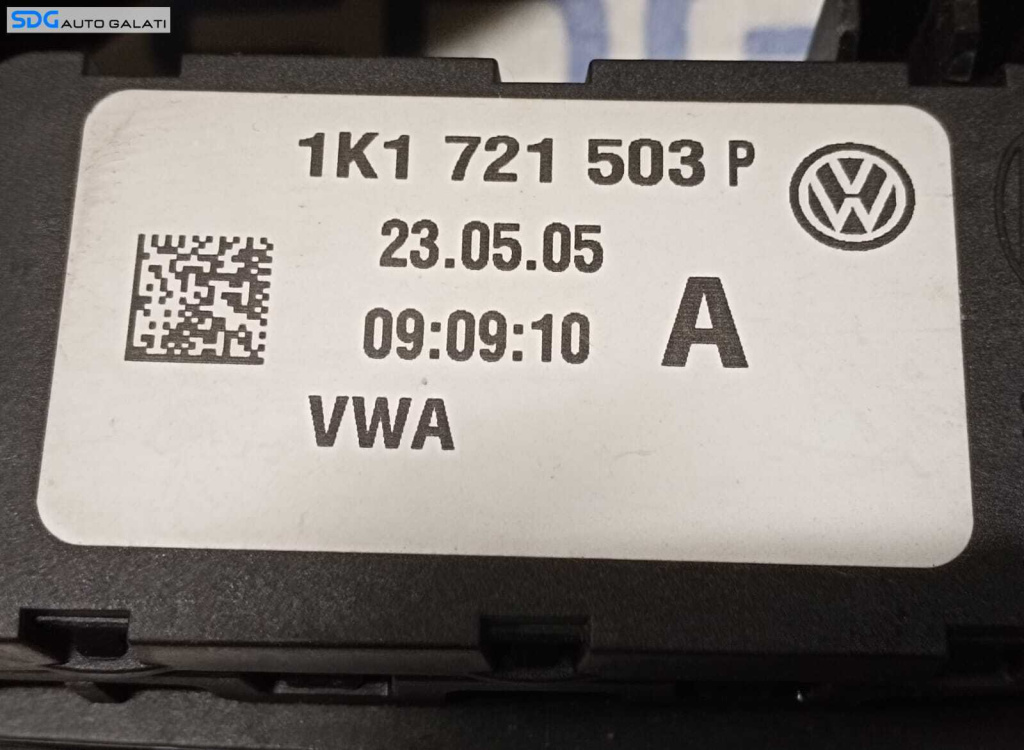 SDG AUTO GALATI
1K1 721 503 P
23.05.05
09:09:10
A
VWA